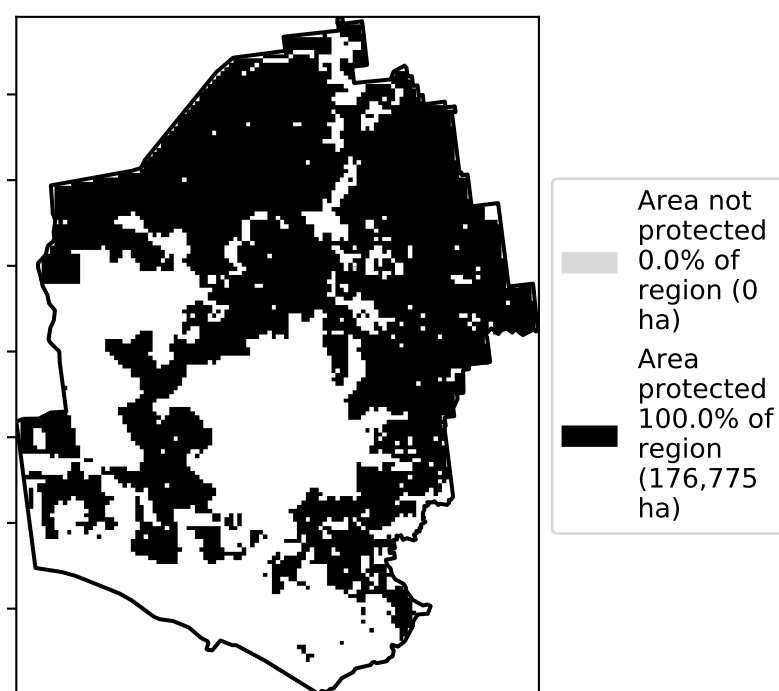 Area not
protected
0.0% of
region (0
ha)
Area
protected
100.0% of
region
(176,775
ha)